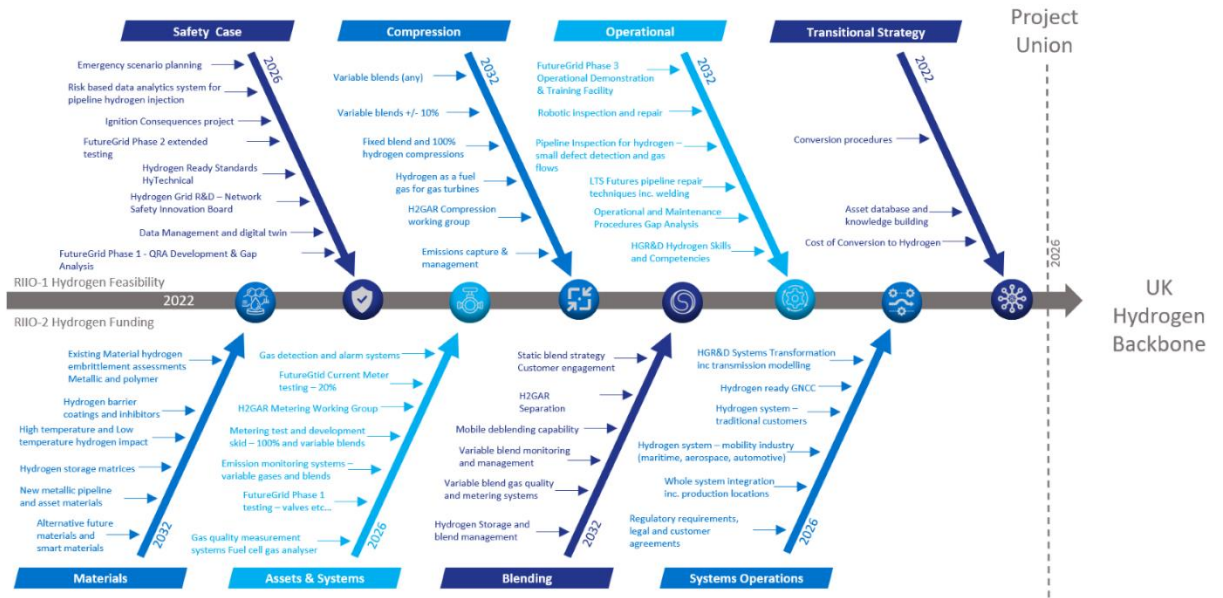 Safety Case
2026
Emergency scenario planning
Risk based data analytics system for
pipeline hydrogen injection
Ignition Consequences project
FutureGrid Phase 2 extended
testing
Hydrogen Ready Standards
HyTechnical
Hydrogen Grid R&D – Network
Safety Innovation Board
Data Management and digital twin
FutureGrid Phase 1 - QRA Development & Gap
Analysis
Compression
2032
Variable blends (any)
Variable blends +/- 10%
Fixed blend and 100%
hydrogen compressions
Hydrogen as a fuel
gas for gas turbines
H2GAR Compression
working group
Emissions capture &
management
Operational
2032
FutureGrid Phase 3
Operational Demonstration
& Training Facility
Robotic inspection and repair
Pipeline Inspection for hydrogen –
small defect detection and gas
flows
LTS Futures pipeline repair
techniques inc. welding
Operational and Maintenance
Procedures Gap Analysis
HGR&D Hydrogen Skills
and Competencies
Transitional Strategy
2022
Conversion procedures
Asset database and
knowledge building
Cost of Conversion to Hydrogen
Project
Union
2026
RIIO-1 Hydrogen Feasibility
2022
RIIO-2 Hydrogen Funding
UK
Hydrogen
Backbone
Existing Material hydrogen
embrittlement assessments
Metallic and polymer
Hydrogen barrier
coatings and inhibitors
High temperature and Low
temperature hydrogen impact
Hydrogen storage matrices
New metallic pipeline
and asset materials
Alternative future
materials and
smart materials
2032
Materials
Gas detection and alarm systems
FutureGtid Current Meter
testing – 20%
H2GAR Metering Working Group
Metering test and development
skid – 100% and variable blends
Emission monitoring systems –
variable gases and blends
FutureGrid Phase 1
testing – valves etc...
Gas quality measurement
systems Fuel cell gas analyser
2026
Assets & Systems
Static blend strategy
Customer engagement
H2GAR
Separation
Mobile deblending capability
Variable blend monitoring
and management
Variable blend gas quality
and metering systems
Hydrogen Storage and
blend management
2032
Blending
HGR&D Systems Transformation
inc transmission modelling
Hydrogen ready GNCC
Hydrogen system –
traditional customers
Hydrogen system – mobility industry
(maritime, aerospace, automotive)
Whole system integration
inc. production locations
Regulatory requirements,
legal and customer
agreements
2026
Systems Operations